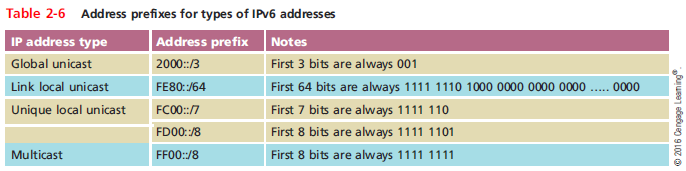 Table 2-6 Address prefixes for types of IPv6 addresses
IP address type Address prefix Notes
Global unicast 2000::/3 First 3 bits are always 001
Link local unicast FE80::/64 First 64 bits are always 1111 1110 1000 0000 0000 0000 ..... 0000
Unique local unicast FC00::/7 First 7 bits are always 1111 110
FD00::/8 First 8 bits are always 1111 1101
Multicast FF00::/8 First 8 bits are always 1111 1111
© 2016 Cengage Learning®.